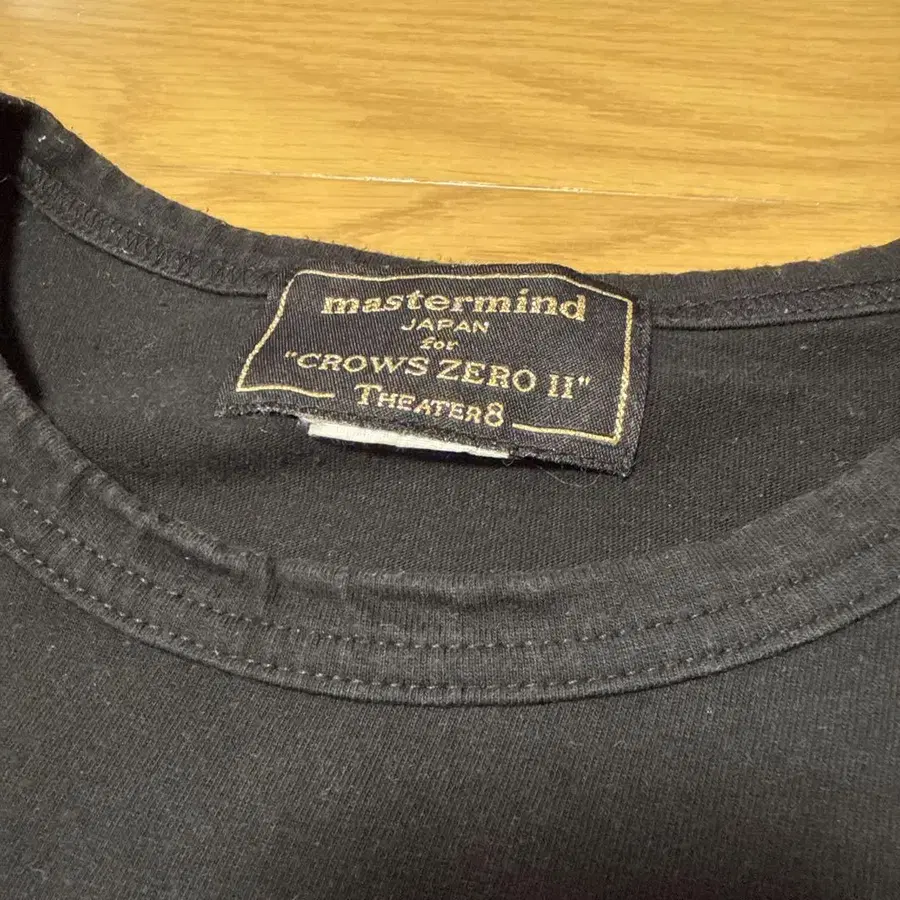 mastermind
JAPAN
for
"CROWS ZERO II"
THEATER8